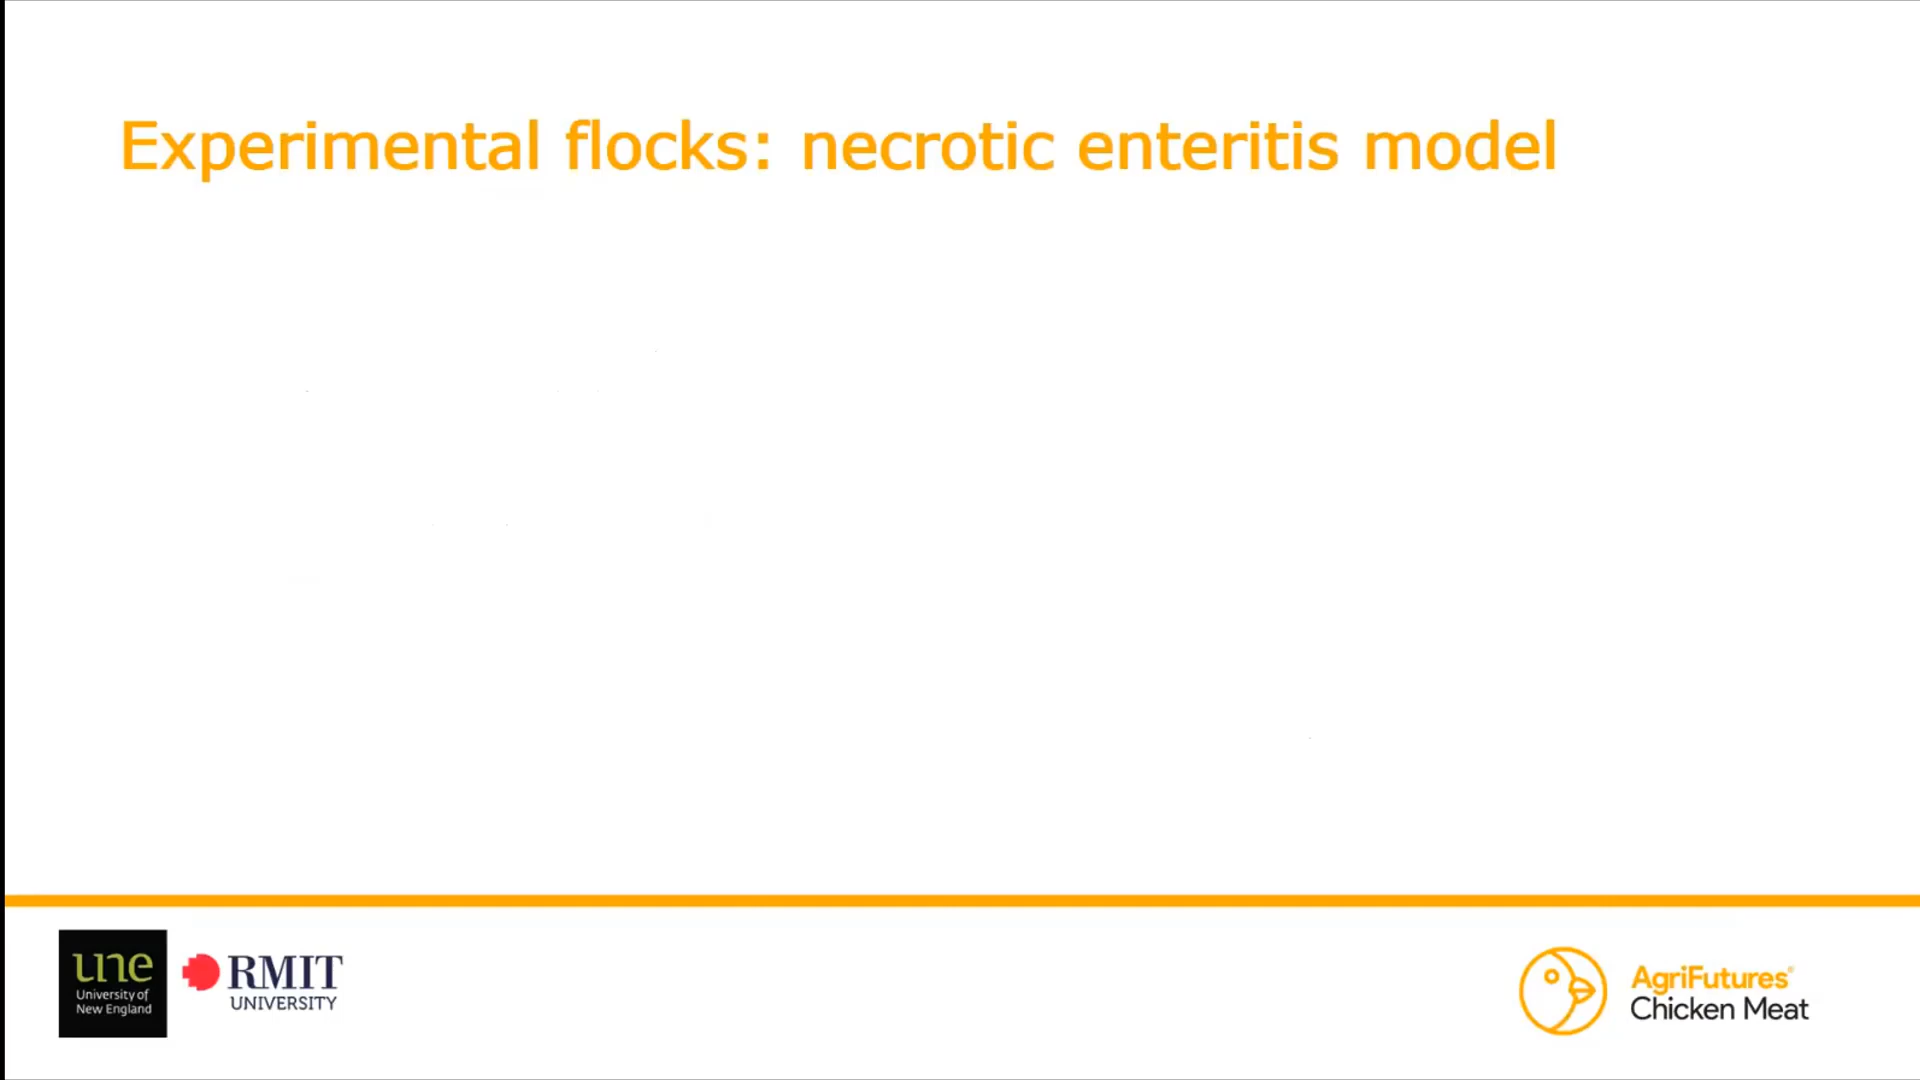 Experimental flocks: necrotic enteritis model
une
University of
New England
RMIT
UNIVERSITY
AgriFutures®
Chicken Meat